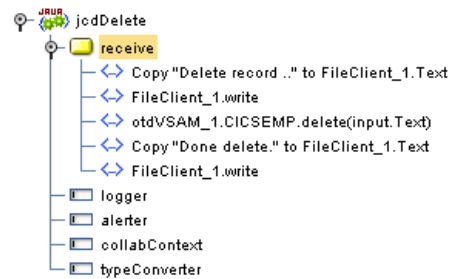 JAVA jcdDelete
receive
Copy "Delete record .." to FileClient_1.Text
FileClient_1.write
otdVSAM_1.CICSEMP.delete(input.Text)
Copy "Done delete." to FileClient_1.Text
FileClient_1.write
logger
alerter
collabContext
typeConverter